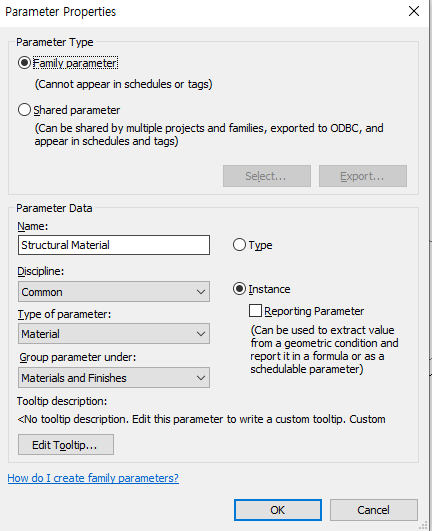 Parameter Properties
Parameter Type
Family parameter
(Cannot appear in schedules or tags)
Shared parameter
(Can be shared by multiple projects and families, exported to ODBC, and
appear in schedules and tags)
Select...
Export...
Parameter Data
Name:
Structural Material
Type
Discipline:
Common
Instance
Reporting Parameter
Type of parameter:
Material
(Can be used to extract value
from a geometric condition and
report it in a formula or as a
schedulable parameter)
Group parameter under:
Materials and Finishes
Tooltip description:
<No tooltip description. Edit this parameter to write a custom tooltip. Custom
Edit Tooltip...
How do I create family parameters?
OK
Cancel